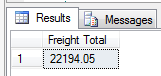 Results Messages
Freight Total
1 22194.05